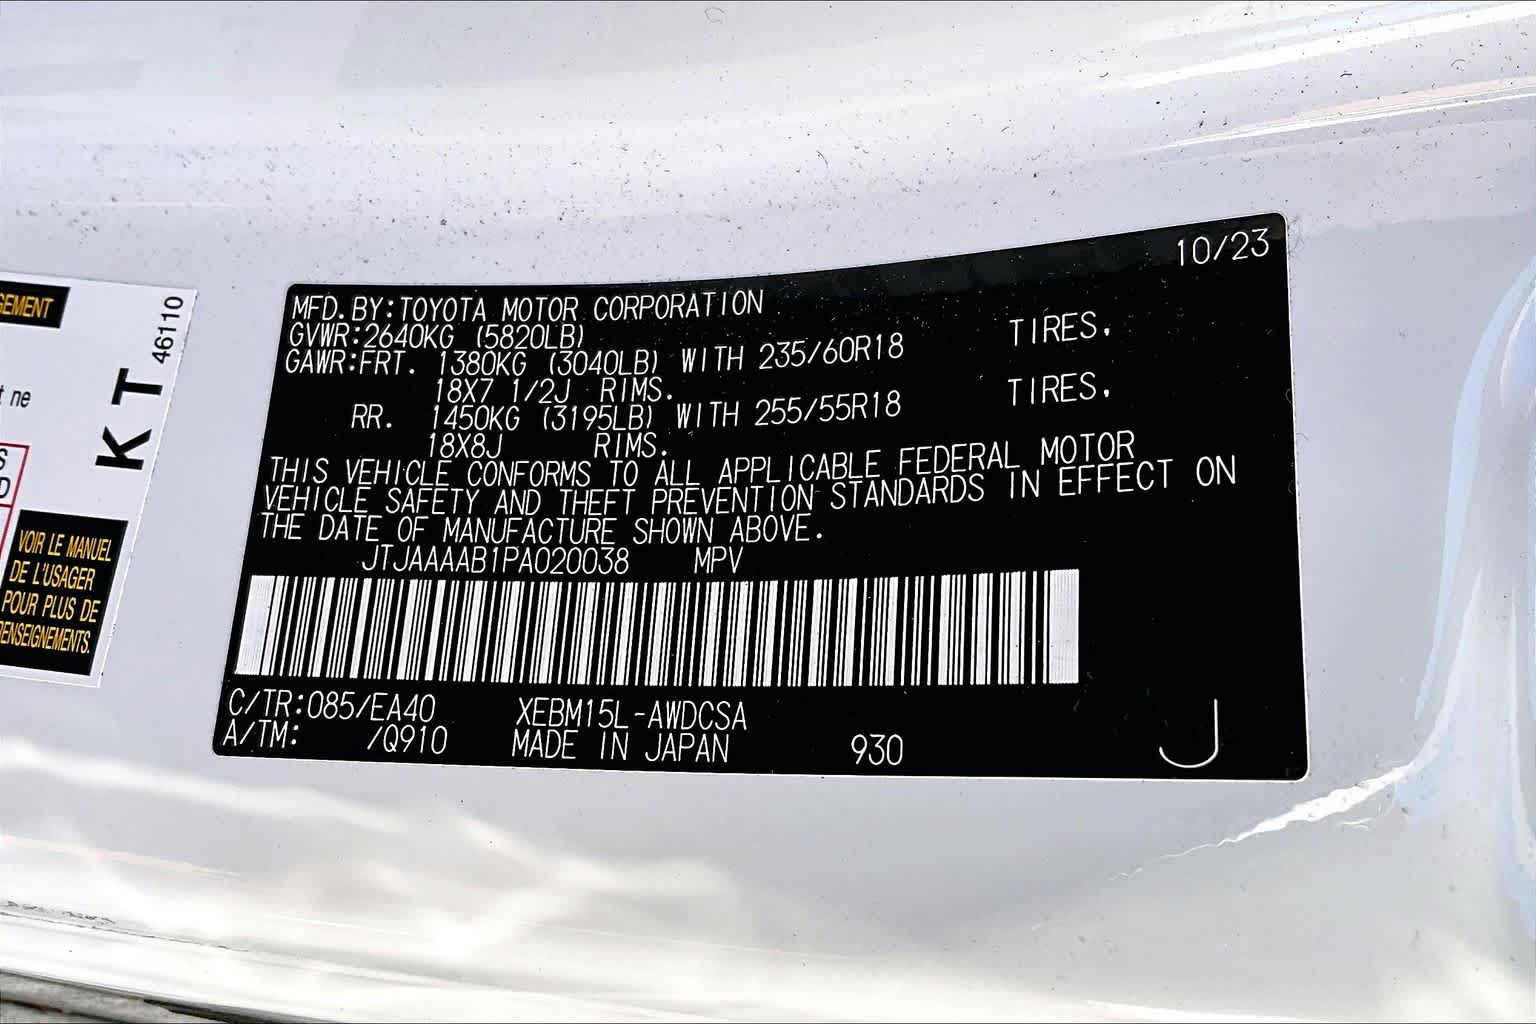 GEMENT
t ne
S
D
KT 46110
VOIR LE MANUEL
DE L'USAGER
POUR PLUS DE
RENSEIGNEMENTS.
10/23
MFD.BY:TOYOTA MOTOR CORPORATION
GVWR:2640KG (5820LB)
GAWR:FRT. 1380KG (3040LB) WITH 235/60R18 TIRES,
18X7 1/2J RIMS.
RR. 1450KG (3195LB) WITH 255/55R18 TIRES,
18X8J RIMS.
THIS VEHICLE CONFORMS TO ALL APPLICABLE FEDERAL MOTOR
VEHICLE SAFETY AND THEFT PREVENTION STANDARDS IN EFFECT ON
THE DATE OF MANUFACTURE SHOWN ABOVE.
JTJAAAAB1PA020038 MPV
C/TR:085/EA40 XEBM15L-AWDCSA
A/TM: /Q910 MADE IN JAPAN 930 J